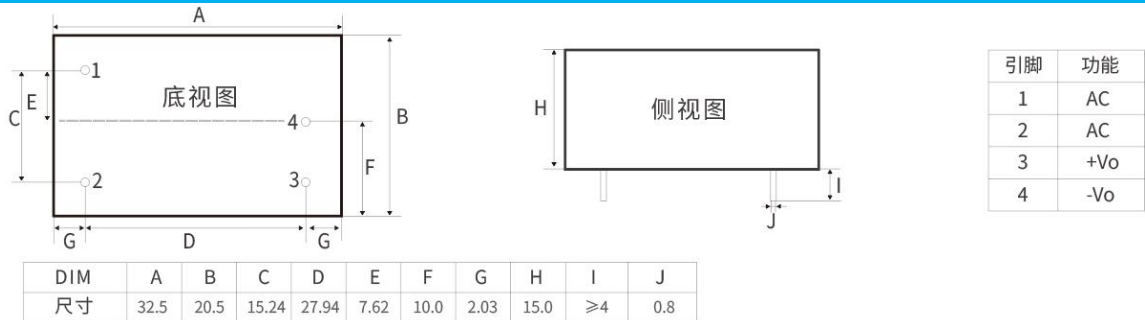 A
1
E
底视图
C
4
B
H
侧视图
F
2
3
I
J
G
D
G
引脚 功能
1 AC
2 AC
3 +Vo
4 -Vo
DIM A B C D E F G H I J
尺寸 32.5 20.5 15.24 27.94 7.62 10.0 2.03 15.0 ≥4 0.8